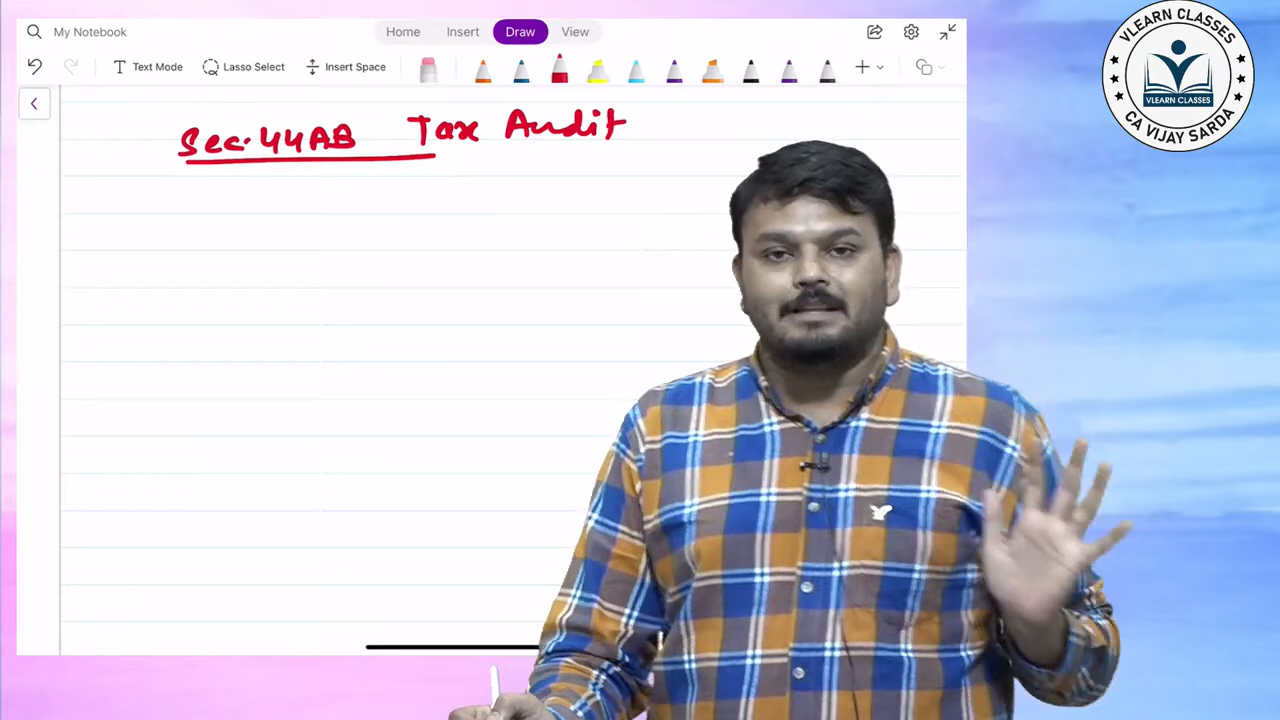 My Notebook
Home Insert Draw View
Text Mode Lasso Select Insert Space
Sec. 44AB Tax Audit
VLEARN CLASSES
VLEARN CLASSES
CA VIJAY SARDA